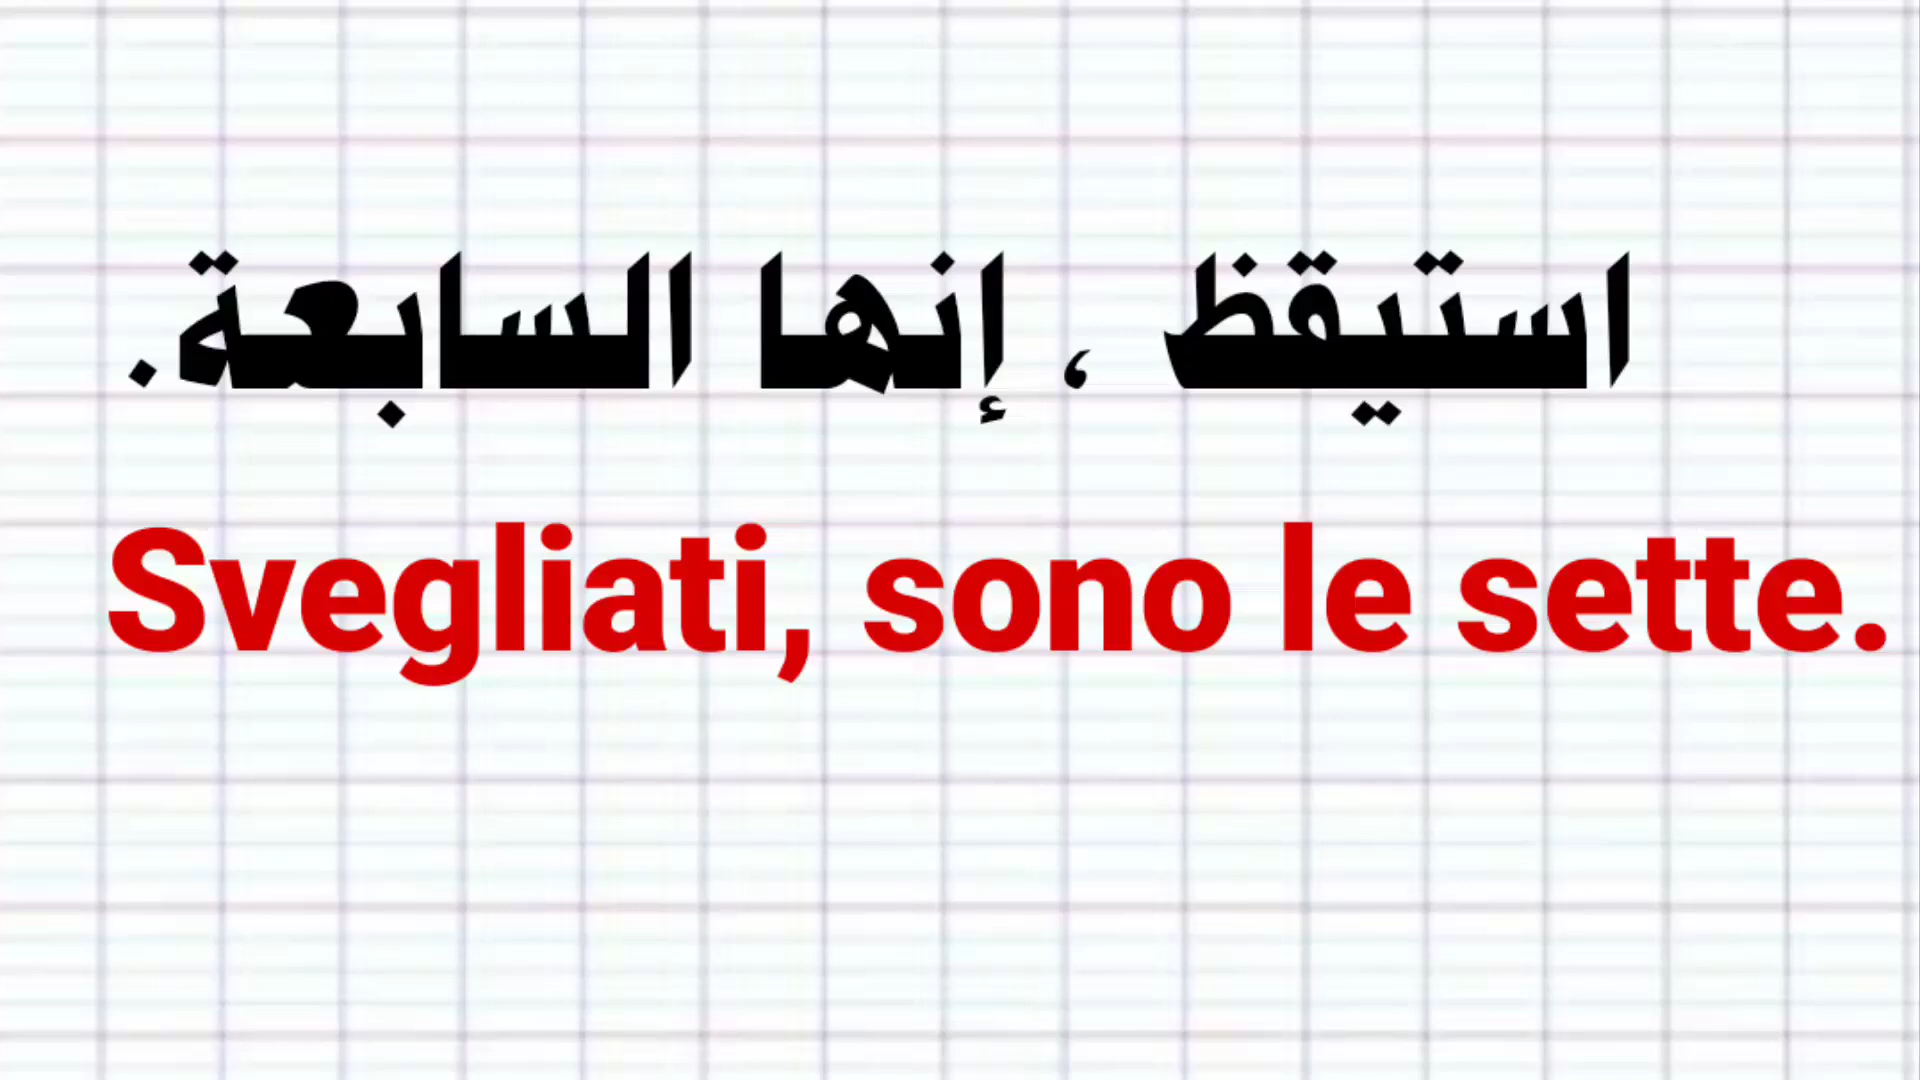 استيقظ ، إنها السابعة.
Svegliati, sono le sette.